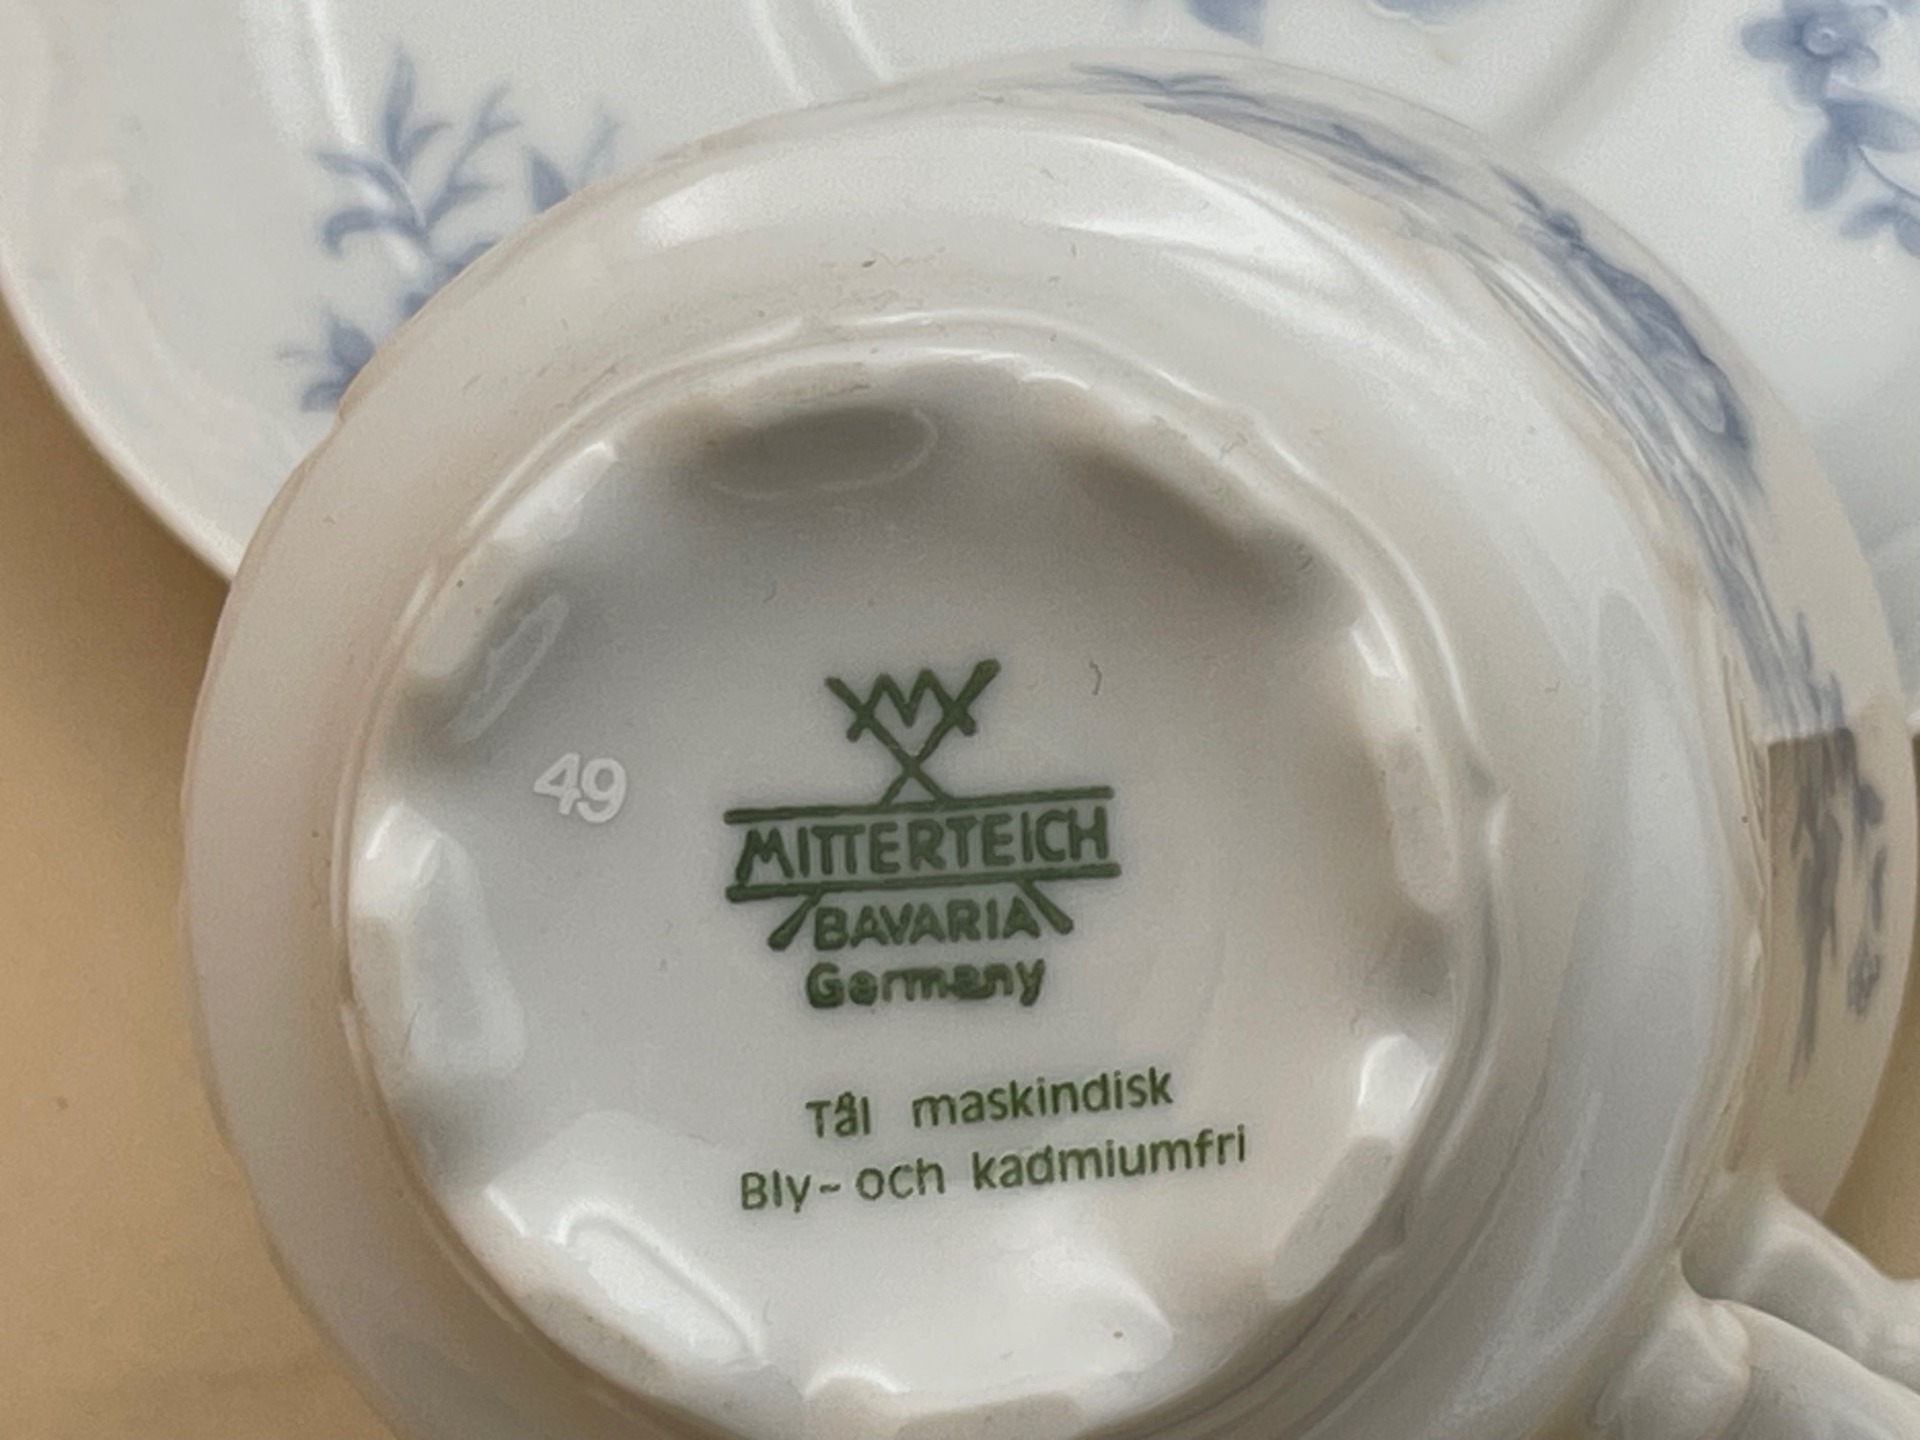 49
MITTERTEICH
BAVARIA
Germany
Tål maskindisk
Bly- och kadmiumfri